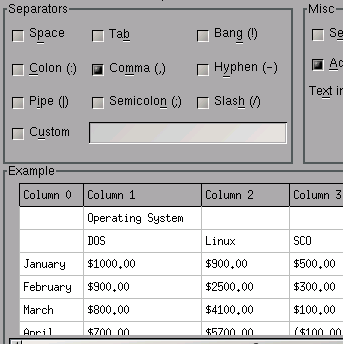 Separators
Misc
Space Tab Bang (!)
Colon (:) Comma (,) Hyphen (-)
Pipe (|) Semicolon (;) Slash (/)
Text
Custom
Example
Column 0 Column 1 Column 2 Column 3
Operating System
DOS Linux SCO
January $1000.00 $900.00 $500.00
February $900.00 $2500.00 $300.00
March $800.00 $4100.00 $100.00
April $700.00 $5700.00 ($100.00